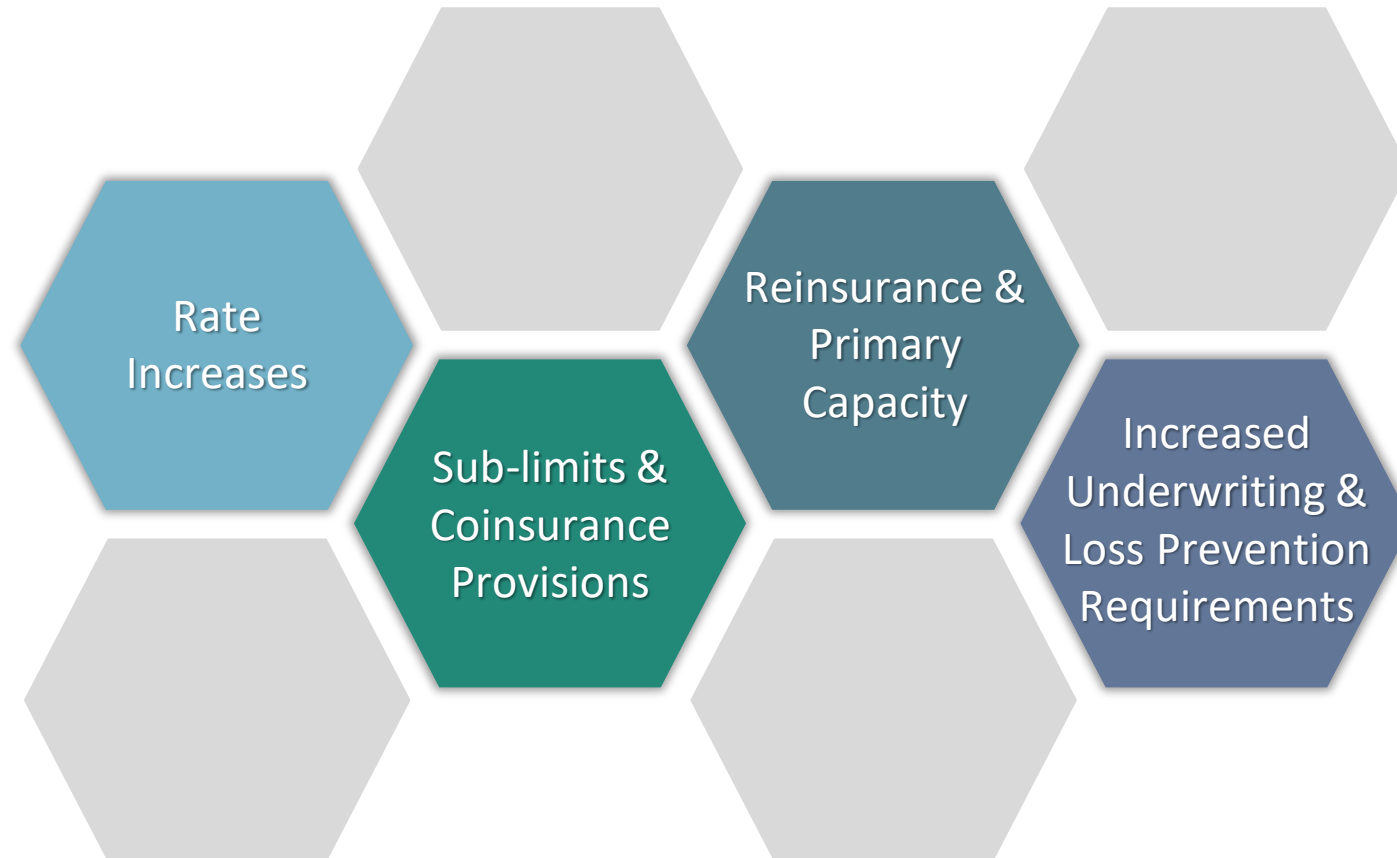 Rate
Increases
Sub-limits &
Coinsurance
Provisions
Reinsurance &
Primary
Capacity
Increased
Underwriting &
Loss Prevention
Requirements